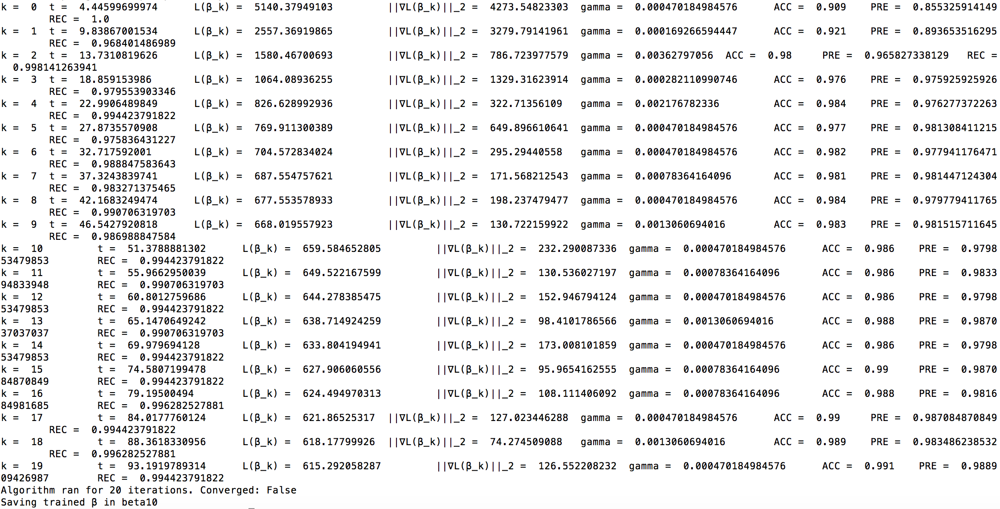 k =  0  t =  4.44599699974      L(β_k) =  5140.37949103         ||∇L(β_k)||_2 =  4273.54823303  gamma =  0.000470184984576      ACC =  0.909    PRE =  0.855325914149
        REC =  1.0
k =  1  t =  9.83867001534      L(β_k) =  2557.36919865         ||∇L(β_k)||_2 =  3279.79141961  gamma =  0.000169266594447      ACC =  0.921    PRE =  0.893653516295
        REC =  0.968401486989
k =  2  t =  13.7310819626      L(β_k) =  1580.46700693         ||∇L(β_k)||_2 =  786.723977579  gamma =  0.00362797056  ACC =  0.98     PRE =  0.965827338129   REC =
  0.998141263941
k =  3  t =  18.859153986       L(β_k) =  1064.08936255         ||∇L(β_k)||_2 =  1329.31623914  gamma =  0.000282110990746      ACC =  0.976    PRE =  0.975925925926
        REC =  0.979553903346
k =  4  t =  22.9906489849      L(β_k) =  826.628992936         ||∇L(β_k)||_2 =  322.71356109   gamma =  0.002176782336         ACC =  0.984    PRE =  0.976277372263
        REC =  0.994423791822
k =  5  t =  27.8735570908      L(β_k) =  769.911300389         ||∇L(β_k)||_2 =  649.896610641  gamma =  0.000470184984576      ACC =  0.977    PRE =  0.981308411215
        REC =  0.975836431227
k =  6  t =  32.717592001       L(β_k) =  704.572834024         ||∇L(β_k)||_2 =  295.29440558   gamma =  0.000470184984576      ACC =  0.982    PRE =  0.977941176471
        REC =  0.988847583643
k =  7  t =  37.3243839741      L(β_k) =  687.554757621         ||∇L(β_k)||_2 =  171.568212543  gamma =  0.00078364164096       ACC =  0.981    PRE =  0.981447124304
        REC =  0.983271375465
k =  8  t =  42.1683249474      L(β_k) =  677.553578933         ||∇L(β_k)||_2 =  198.237479477  gamma =  0.000470184984576      ACC =  0.984    PRE =  0.979779411765
        REC =  0.990706319703
k =  9  t =  46.5427920818      L(β_k) =  668.019557923         ||∇L(β_k)||_2 =  130.722159922  gamma =  0.0013060694016        ACC =  0.983    PRE =  0.981515711645
        REC =  0.986988847584
k =  10         t =  51.3788881302      L(β_k) =  659.584652805         ||∇L(β_k)||_2 =  232.290087336  gamma =  0.000470184984576      ACC =  0.986    PRE =  0.9798
53479853        REC =  0.994423791822
k =  11         t =  55.9662950039      L(β_k) =  649.522167599         ||∇L(β_k)||_2 =  130.536027197  gamma =  0.00078364164096       ACC =  0.986    PRE =  0.9833
94833948        REC =  0.990706319703
k =  12         t =  60.8012759686      L(β_k) =  644.278385475         ||∇L(β_k)||_2 =  152.946794124  gamma =  0.000470184984576      ACC =  0.986    PRE =  0.9798
53479853        REC =  0.994423791822
k =  13         t =  65.1470649242      L(β_k) =  638.714924259         ||∇L(β_k)||_2 =  98.4101786566  gamma =  0.0013060694016        ACC =  0.988    PRE =  0.9870
37037037        REC =  0.990706319703
k =  14         t =  69.979694128       L(β_k) =  633.804194941         ||∇L(β_k)||_2 =  173.008101859  gamma =  0.000470184984576      ACC =  0.986    PRE =  0.9798
53479853        REC =  0.994423791822
k =  15         t =  74.5807199478      L(β_k) =  627.906060556         ||∇L(β_k)||_2 =  95.9654162555  gamma =  0.00078364164096       ACC =  0.99     PRE =  0.9870
84870849        REC =  0.994423791822
k =  16         t =  79.19500494        L(β_k) =  624.494970313         ||∇L(β_k)||_2 =  108.111406092  gamma =  0.00078364164096       ACC =  0.988    PRE =  0.9816
84981685        REC =  0.996282527881
k =  17         t =  84.0177760124      L(β_k) =  621.86525317  ||∇L(β_k)||_2 =  127.023446288  gamma =  0.000470184984576      ACC =  0.99     PRE =  0.987084870849
        REC =  0.994423791822
k =  18         t =  88.3618330956      L(β_k) =  618.17799926  ||∇L(β_k)||_2 =  74.274509088   gamma =  0.0013060694016        ACC =  0.989    PRE =  0.983486238532
        REC =  0.996282527881
k =  19         t =  93.1919789314      L(β_k) =  615.292058287         ||∇L(β_k)||_2 =  126.552208232  gamma =  0.000470184984576      ACC =  0.991    PRE =  0.9889
09426987        REC =  0.994423791822
Algorithm ran for 20 iterations. Converged: False
Saving trained β in beta10